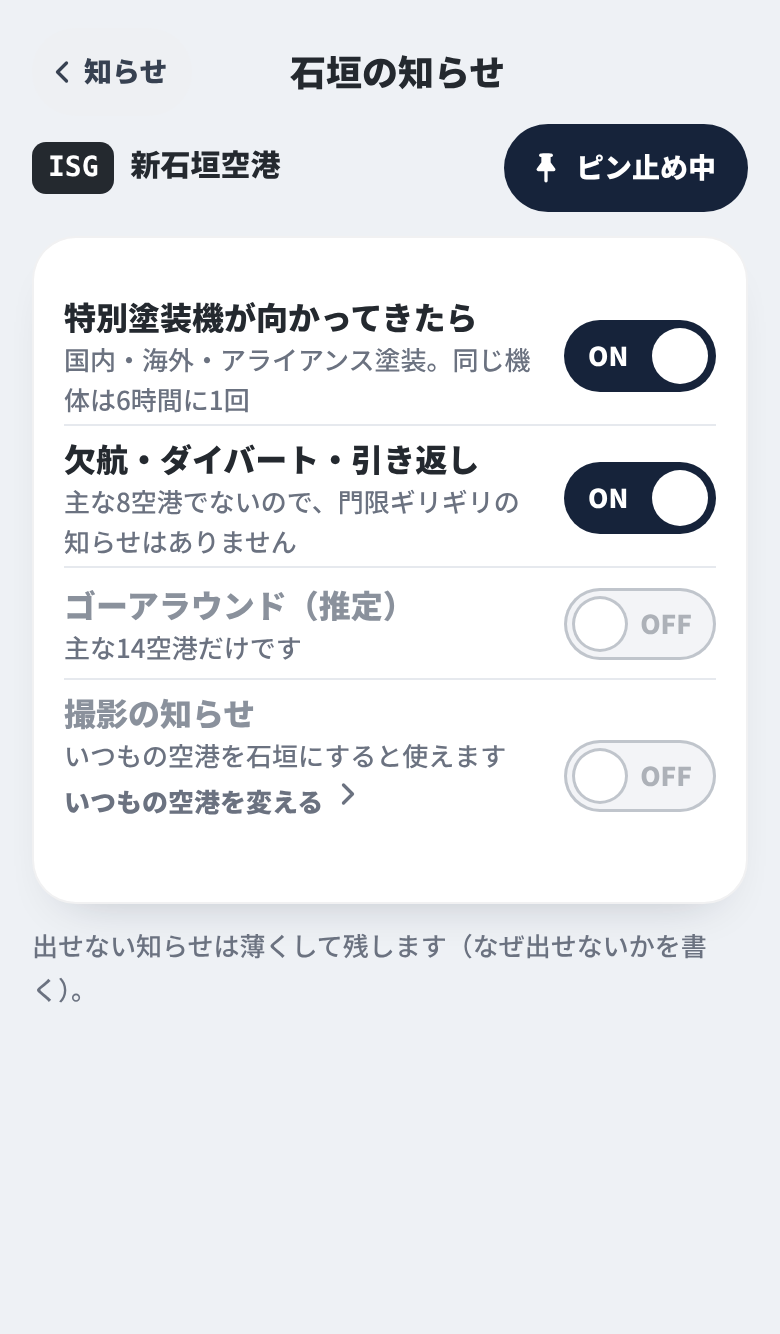 知らせ
石垣の知らせ
ISG
新石垣空港
ピン止め中
特別塗装機が向かってきたら
国内・海外・アライアンス塗装。同じ機
体は6時間に1回
ON
欠航・ダイバート・引き返し
主な8空港でないので、門限ギリギリの
知らせはありません
ON
ゴーアラウンド（推定）
主な14空港だけです
OFF
撮影の知らせ
いつもの空港を石垣にすると使えます
いつもの空港を変える
OFF
出せない知らせは薄くして残します（なぜ出せないかを書
く）。